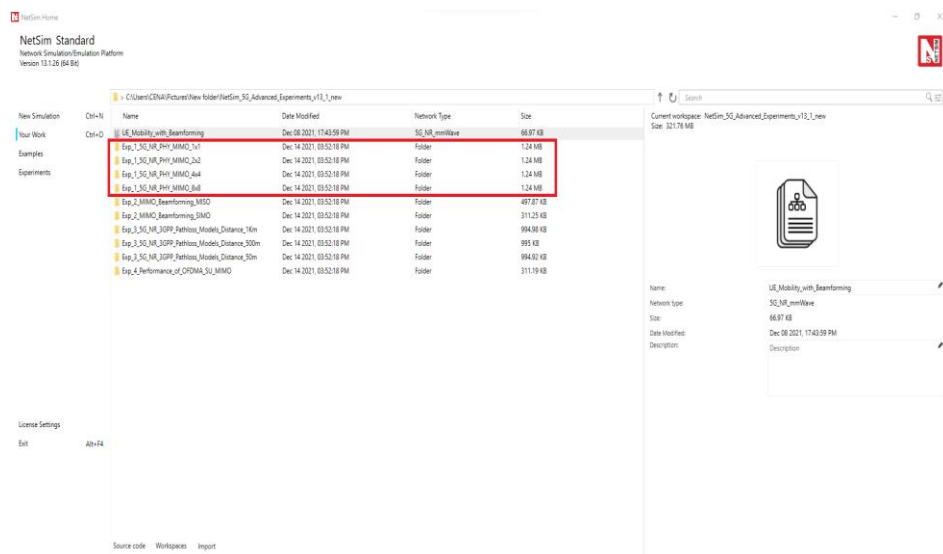 NetSim Home
NetSim Standard
Network Simulation/Emulation Platform
Version 13.1.26 (64 Bit)
> C:\Users\CENA\Pictures\New folder\NetSim_5G_Advanced_Experiments_v13_1_new
Search
New Simulation Ctrl+N
Your Work Ctrl+O
Examples
Experiments
Name Date Modified Network Type Size
UE_Mobility_with_Beamforming Dec 08 2021, 17:43:59 PM 5G_NR_mmWave 66.97 KB
Exp_1_5G_NR_PHY_MIMO_1x1 Dec 14 2021, 03:52:18 PM Folder 1.24 MB
Exp_1_5G_NR_PHY_MIMO_2x2 Dec 14 2021, 03:52:18 PM Folder 1.24 MB
Exp_1_5G_NR_PHY_MIMO_4x4 Dec 14 2021, 03:52:18 PM Folder 1.24 MB
Exp_1_5G_NR_PHY_MIMO_8x8 Dec 14 2021, 03:52:18 PM Folder 1.24 MB
Exp_2_MIMO_Beamforming_MISO Dec 14 2021, 03:52:18 PM Folder 497.87 KB
Exp_2_MIMO_Beamforming_SIMO Dec 14 2021, 03:52:18 PM Folder 311.25 KB
Exp_3_5G_NR_3GPP_Pathloss_Models_Distance_1Km Dec 14 2021, 03:52:18 PM Folder 994.98 KB
Exp_3_5G_NR_3GPP_Pathloss_Models_Distance_500m Dec 14 2021, 03:52:18 PM Folder 995 KB
Exp_3_5G_NR_3GPP_Pathloss_Models_Distance_50m Dec 14 2021, 03:52:18 PM Folder 994.92 KB
Exp_4_Performance_of_OFDMA_SU_MIMO Dec 14 2021, 03:52:18 PM Folder 311.19 KB
Current workspace: NetSim_5G_Advanced_Experiments_v13_1_new
Size: 321.76 MB
Name: UE_Mobility_with_Beamforming
Network type: 5G_NR_mmWave
Size: 66.97 KB
Date Modified: Dec 08 2021, 17:43:59 PM
Description: Description
License Settings
Exit Alt+F4
Source code Workspaces Import